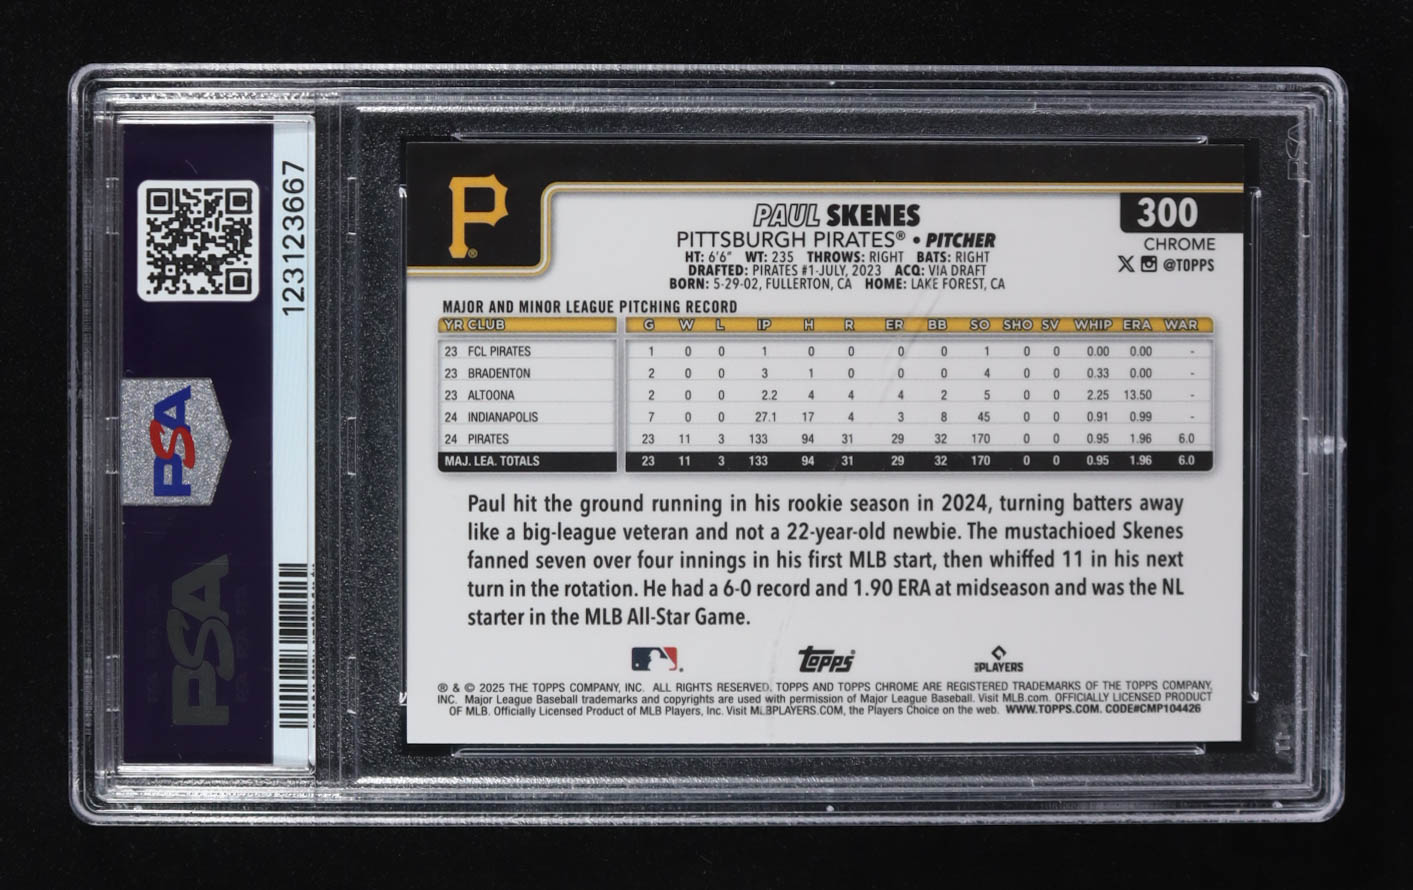 123123667
PSA
PSA
P
PAUL SKENES
PITTSBURGH PIRATES® • PITCHER
HT: 6'6" WT: 235 THROWS: RIGHT BATS: RIGHT
DRAFTED: PIRATES #1-JULY, 2023 ACQ: VIA DRAFT
BORN: 5-29-02, FULLERTON, CA HOME: LAKE FOREST, CA
300
CHROME
X @TOPPS
MAJOR AND MINOR LEAGUE PITCHING RECORD
YR CLUB G W L IP H R ER BB SO SHO SV WHIP ERA WAR
23 FCL PIRATES 1 0 0 1 0 0 0 0 1 0 0 0.00 0.00 -
23 BRADENTON 2 0 0 3 1 0 0 0 4 0 0 0.33 0.00 -
23 ALTOONA 2 0 0 2.2 4 4 4 2 5 0 0 2.25 13.50 -
24 INDIANAPOLIS 7 0 0 27.1 17 4 3 8 45 0 0 0.91 0.99 -
24 PIRATES 23 11 3 133 94 31 29 32 170 0 0 0.95 1.96 6.0
MAJ. LEA. TOTALS 23 11 3 133 94 31 29 32 170 0 0 0.95 1.96 6.0
Paul hit the ground running in his rookie season in 2024, turning batters away
like a big-league veteran and not a 22-year-old newbie. The mustachioed Skenes
fanned seven over four innings in his first MLB start, then whiffed 11 in his next
turn in the rotation. He had a 6-0 record and 1.90 ERA at midseason and was the NL
starter in the MLB All-Star Game.
Topps
MLB PLAYERS
® & © 2025 THE TOPPS COMPANY, INC. ALL RIGHTS RESERVED. TOPPS AND TOPPS CHROME ARE REGISTERED TRADEMARKS OF THE TOPPS COMPANY,
INC. Major League Baseball trademarks and copyrights are used with permission of Major League Baseball. Visit MLB.com. OFFICIALLY LICENSED PRODUCT
OF MLB. Officially Licensed Product of MLB Players, Inc. Visit MLBPLAYERS.COM, the Players Choice on the web. WWW.TOPPS.COM. CODE#CMP104426
PSA